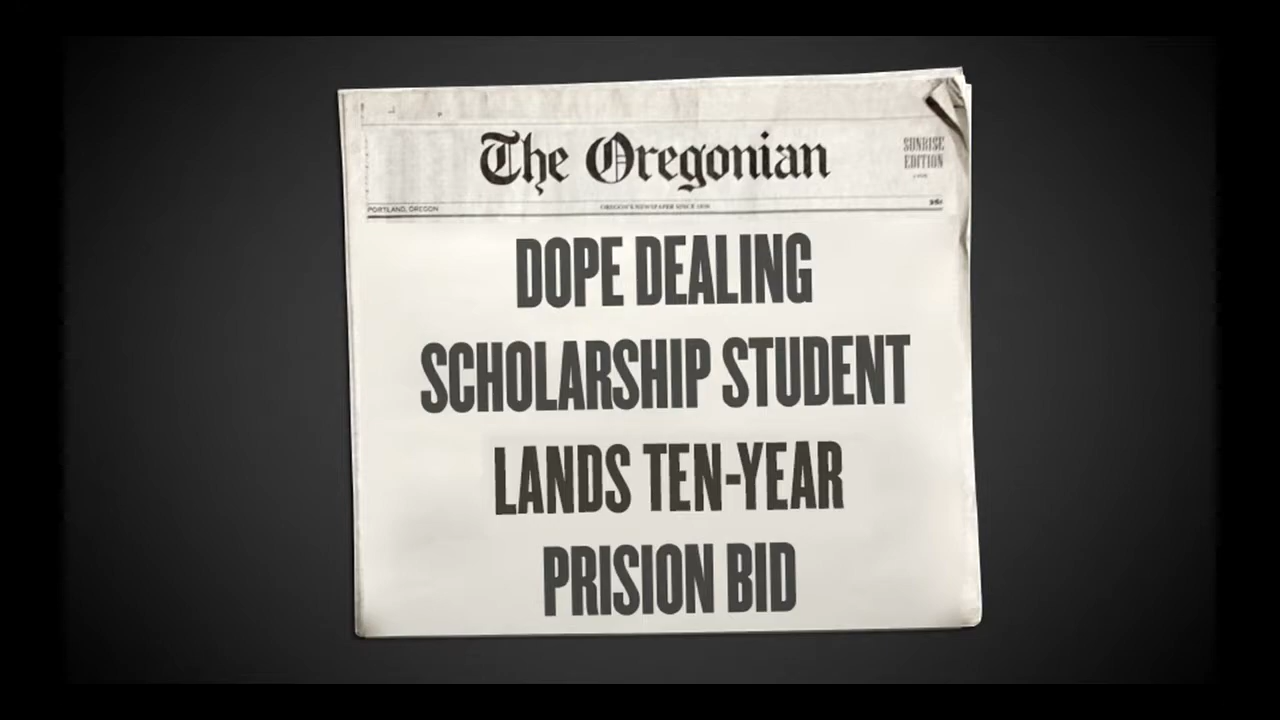 The Oregonian
SUNRISE
EDITION
PORTLAND, OREGON
OREGON'S NEWSPAPER SINCE 1850
DOPE DEALING
SCHOLARSHIP STUDENT
LANDS TEN-YEAR
PRISION BID